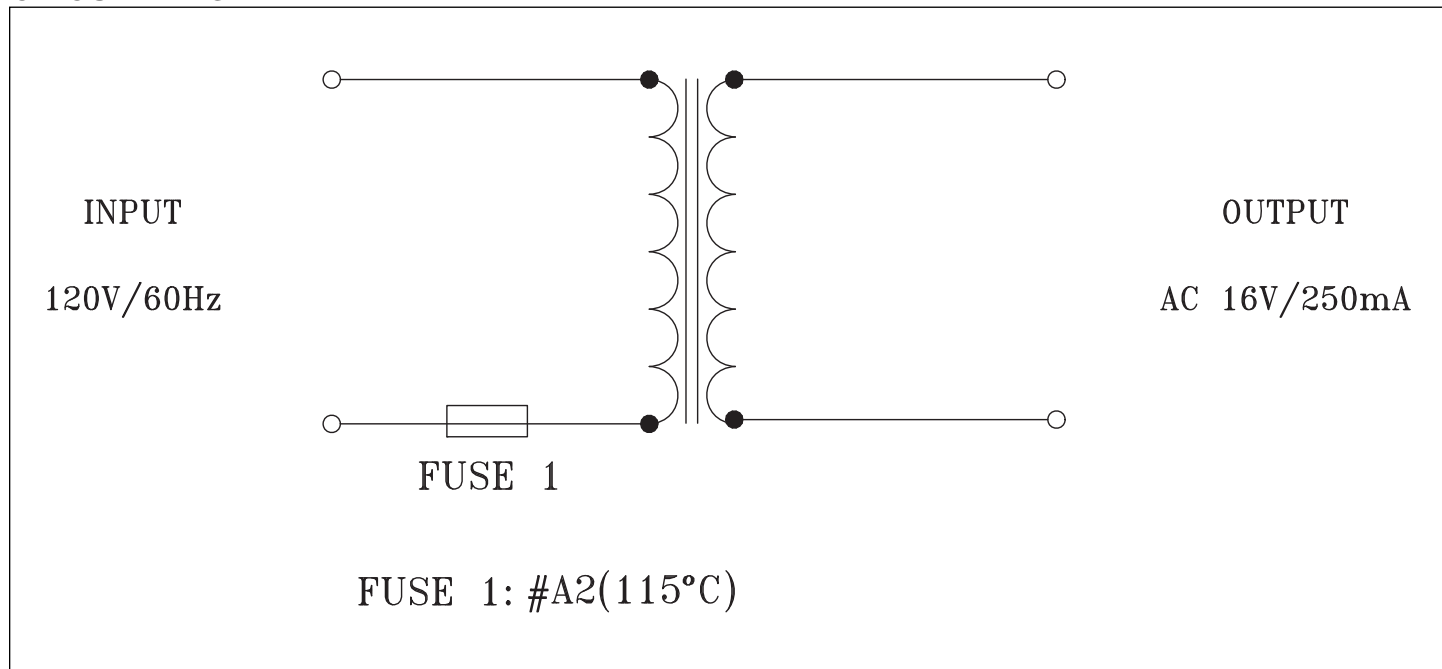 INPUT
120V/60Hz
OUTPUT
AC 16V/250mA
FUSE 1
FUSE 1: #A2(115°C)